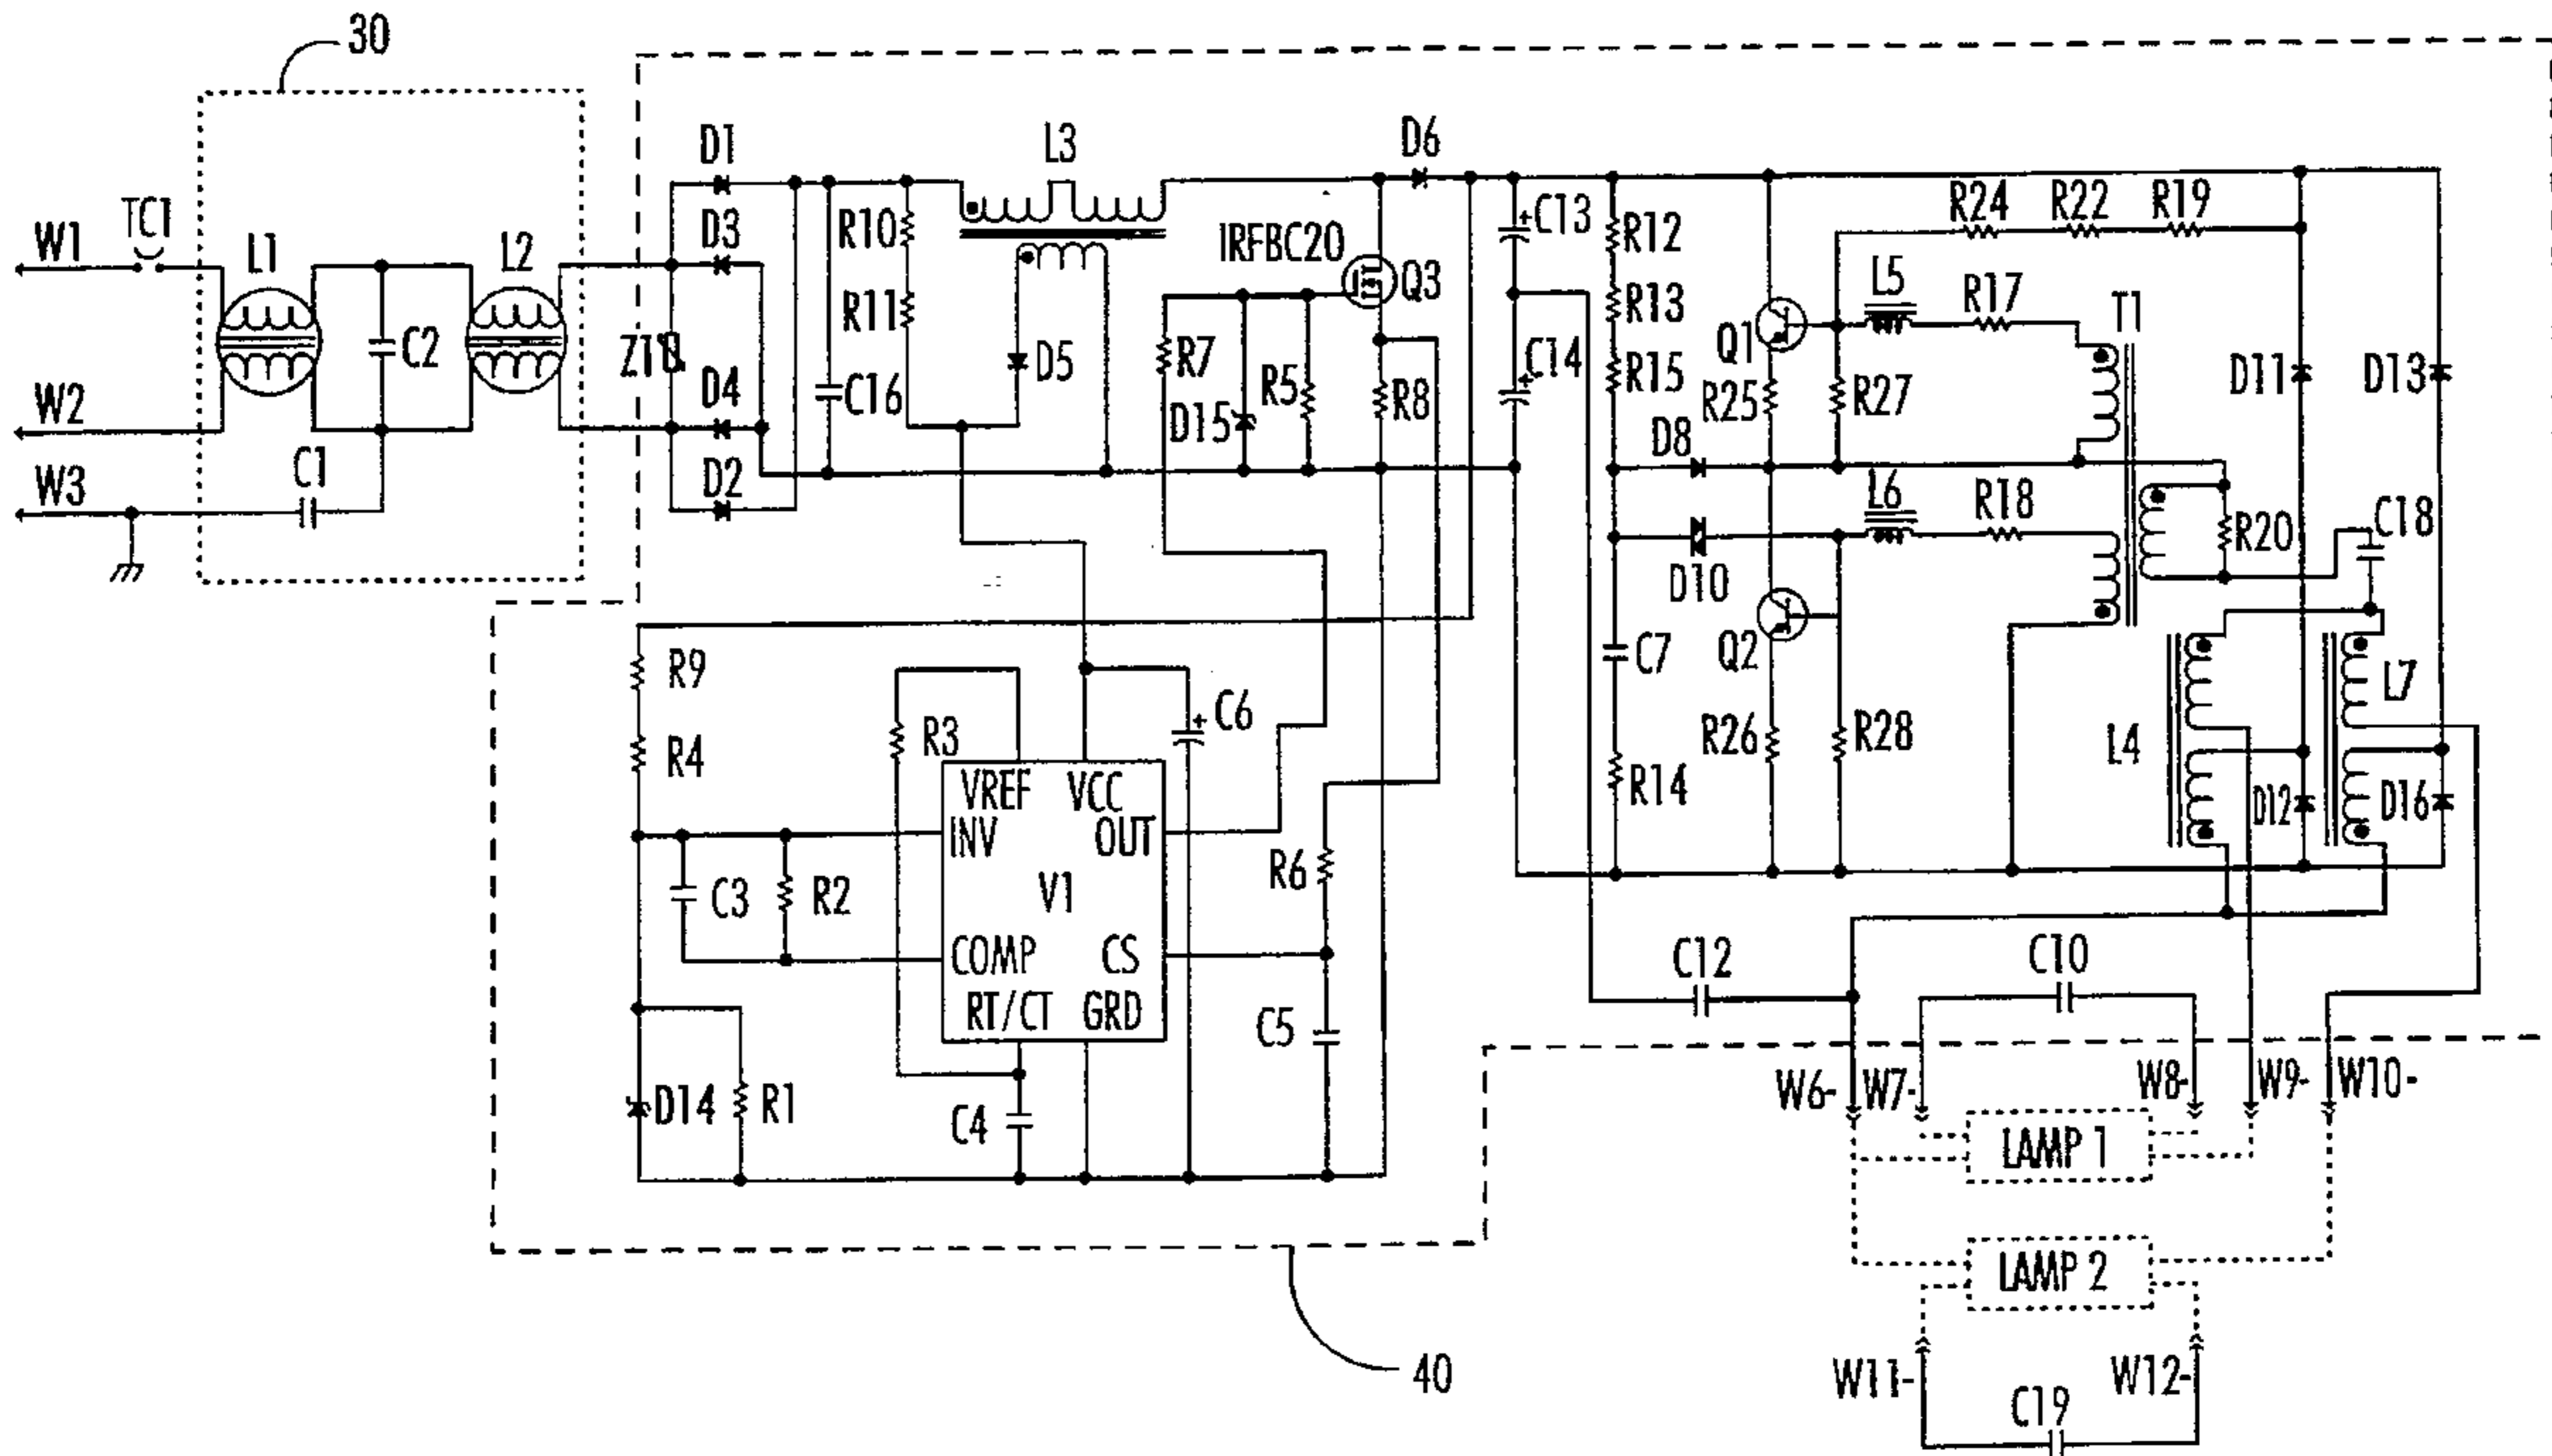 30
D1
L3
D6
TC1
W1
L1
L2
D3
R10
IRFBC20
C13
R12
R24
R22
R19
Q3
L5
R17
T1
R11
R13
C2
Z1
D5
R7
C14
Q1
R15
D11
D13
W2
D4
C16
R5
R8
R25
R27
D15
D8
C1
W3
D2
L6
R18
C18
R20
D10
R9
C7
Q2
L7
C6
R3
R4
R26
R28
L4
VREF
VCC
R14
D12
D16
INV
OUT
C3
R2
V1
R6
COMP
CS
C12
C10
RT/CT
GRD
C5
W6-
W7-
W8-
W9-
W10-
D14
R1
C4
LAMP 1
LAMP 2
40
W11-
W12-
C19